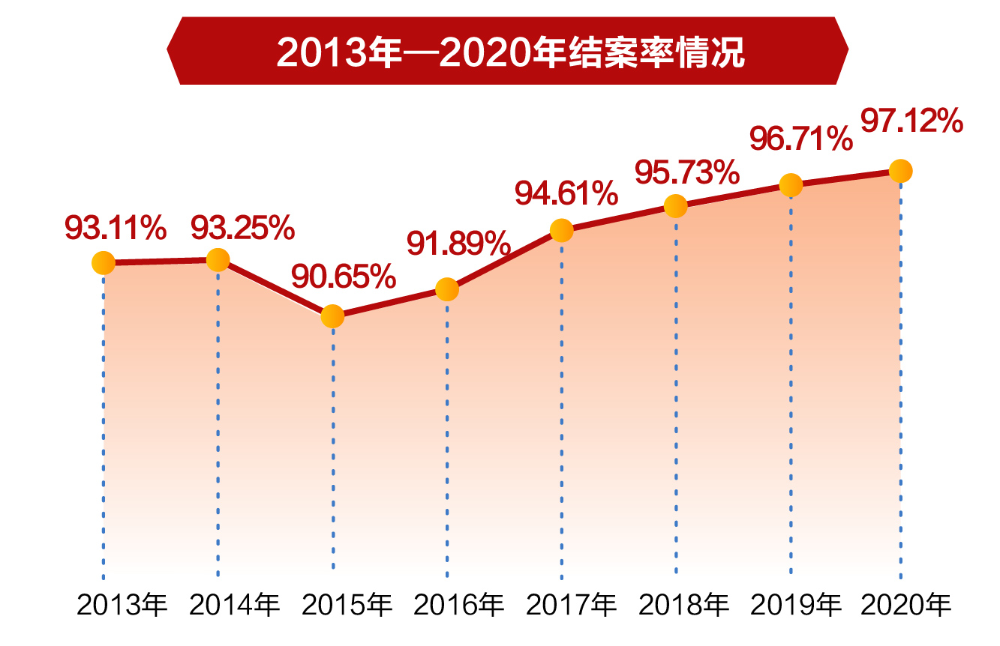 2013年—2020年结案率情况
93.11%
93.25%
90.65%
91.89%
94.61%
95.73%
96.71%
97.12%
2013年
2014年
2015年
2016年
2017年
2018年
2019年
2020年